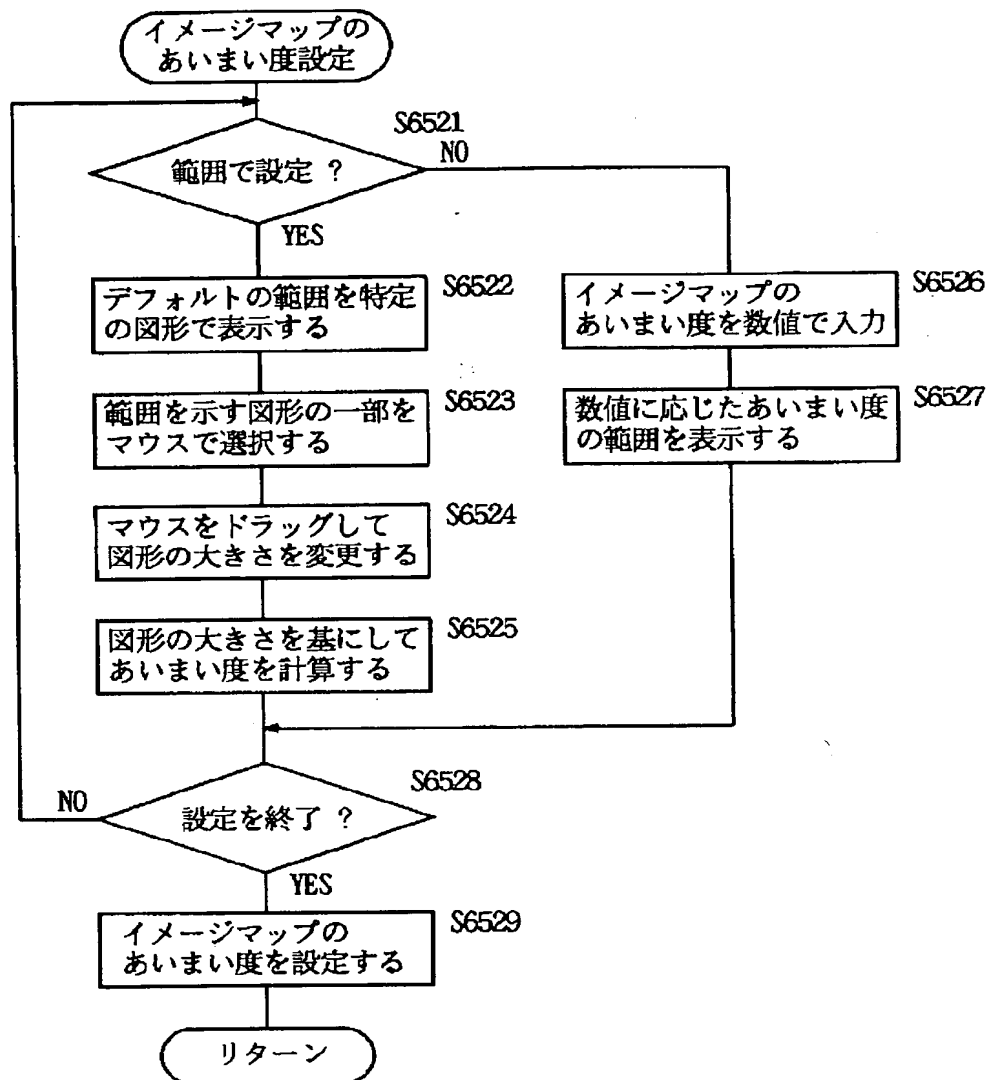 イメージマップの
あいまい度設定
S6521
範囲で設定 ?
NO
YES
デフォルトの範囲を特定
の図形で表示する
S6522
範囲を示す図形の一部を
マウスで選択する
S6523
マウスをドラッグして
図形の大きさを変更する
S6524
図形の大きさを基にして
あいまい度を計算する
S6525
イメージマップの
あいまい度を数値で入力
S6526
数値に応じたあいまい度
の範囲を表示する
S6527
S6528
設定を終了 ?
NO
YES
イメージマップの
あいまい度を設定する
S6529
リターン